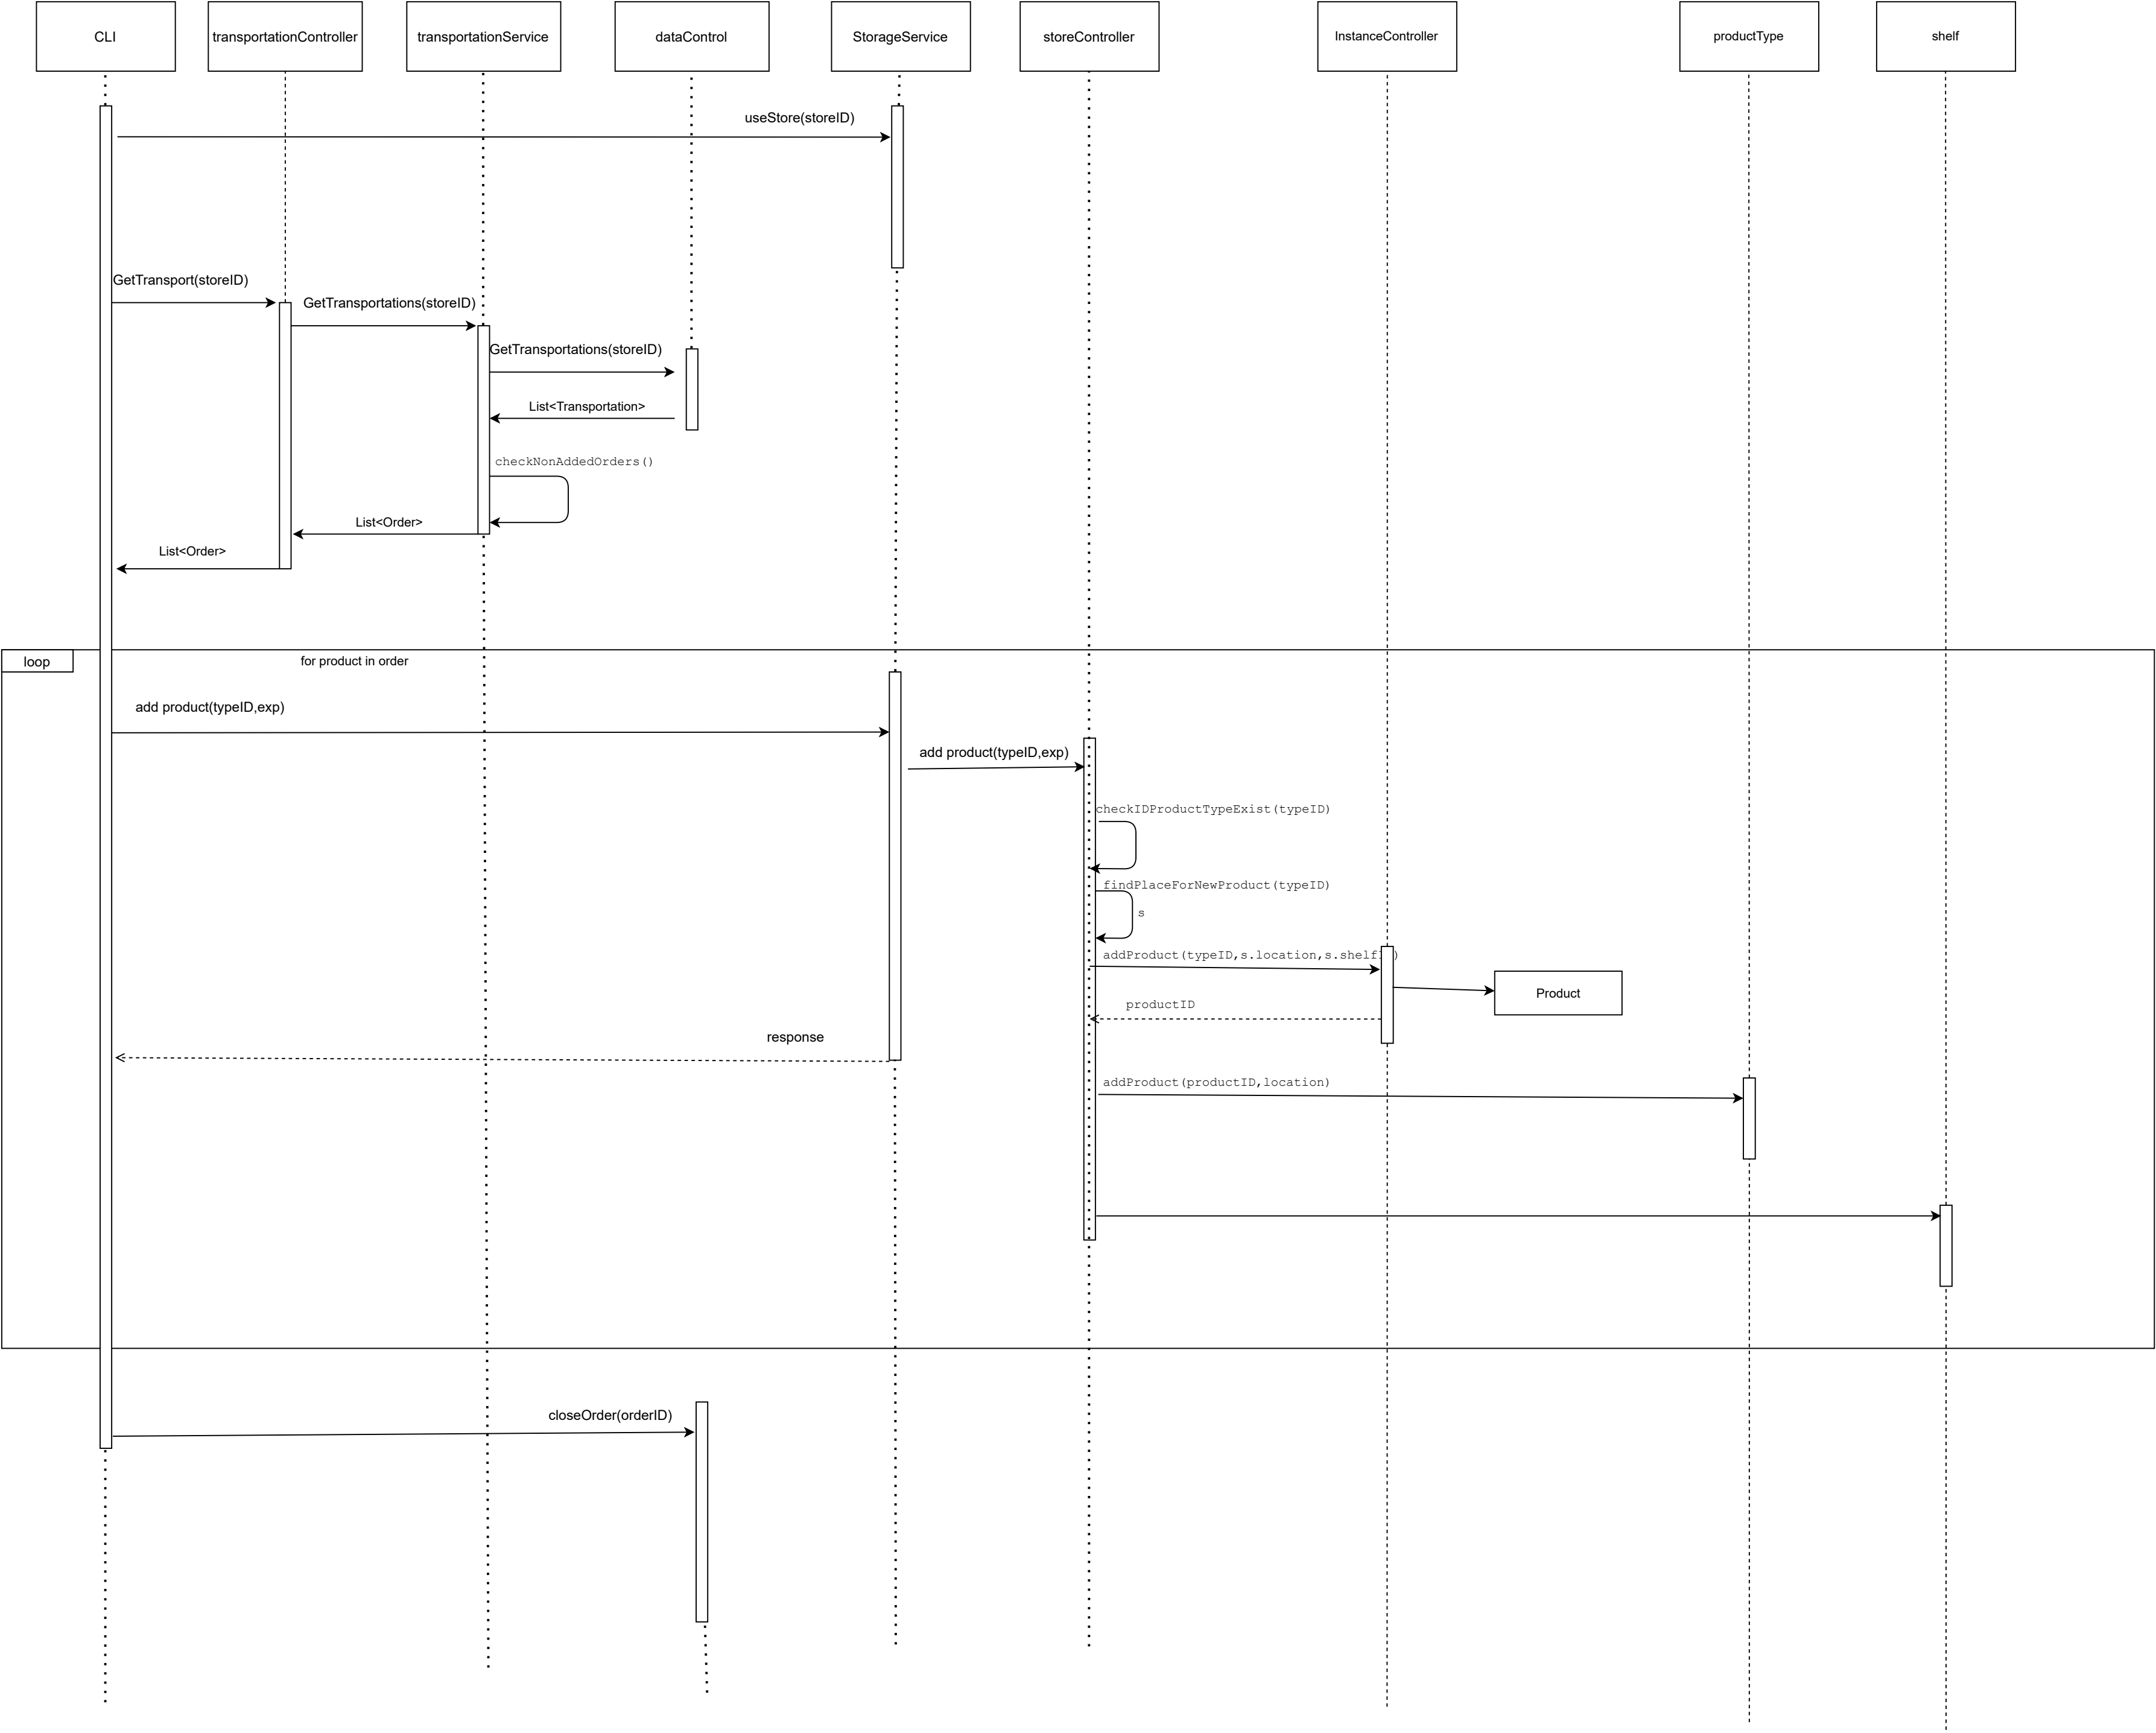 CLI
transportationController
transportationService
dataControl
StorageService
storeController
InstanceController
productType
shelf
useStore(storeID)
GetTransport(storeID)
GetTransportations(storeID)
GetTransportations(storeID)
List<Transportation>
checkNonAddedOrders()
List<Order>
List<Order>
loop
for product in order
add product(typeID,exp)
add product(typeID,exp)
checkIDProductTypeExist(typeID)
findPlaceForNewProduct(typeID)
s
addProduct(typeID,s.location,s.shelf )
Product
productID
response
addProduct(productID,location)
closeOrder(orderID)